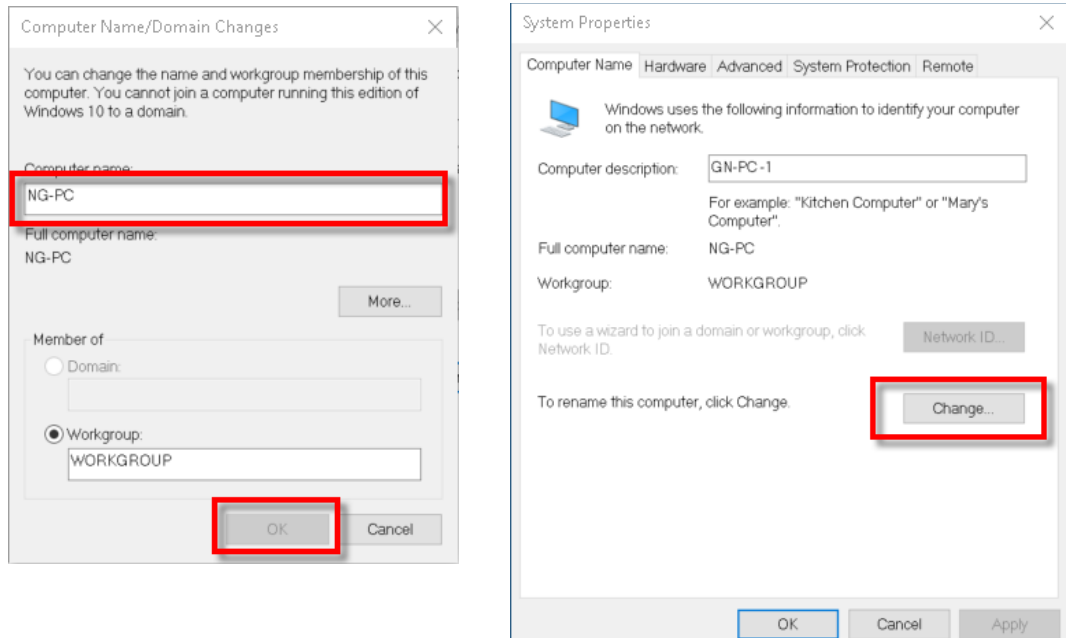 Computer Name/Domain Changes
You can change the name and workgroup membership of this
computer. You cannot join a computer running this edition of
Windows 10 to a domain.
Computer name:
NG-PC
Full computer name:
NG-PC
More...
Member of
Domain:
Workgroup:
WORKGROUP
OK
Cancel
System Properties
Computer Name
Hardware
Advanced
System Protection
Remote
Windows uses the following information to identify your computer
on the network.
Computer description:
GN-PC-1
For example: "Kitchen Computer" or "Mary's
Computer".
Full computer name:
NG-PC
Workgroup:
WORKGROUP
To use a wizard to join a domain or workgroup, click
Network ID.
Network ID...
To rename this computer, click Change.
Change...
OK
Cancel
Apply